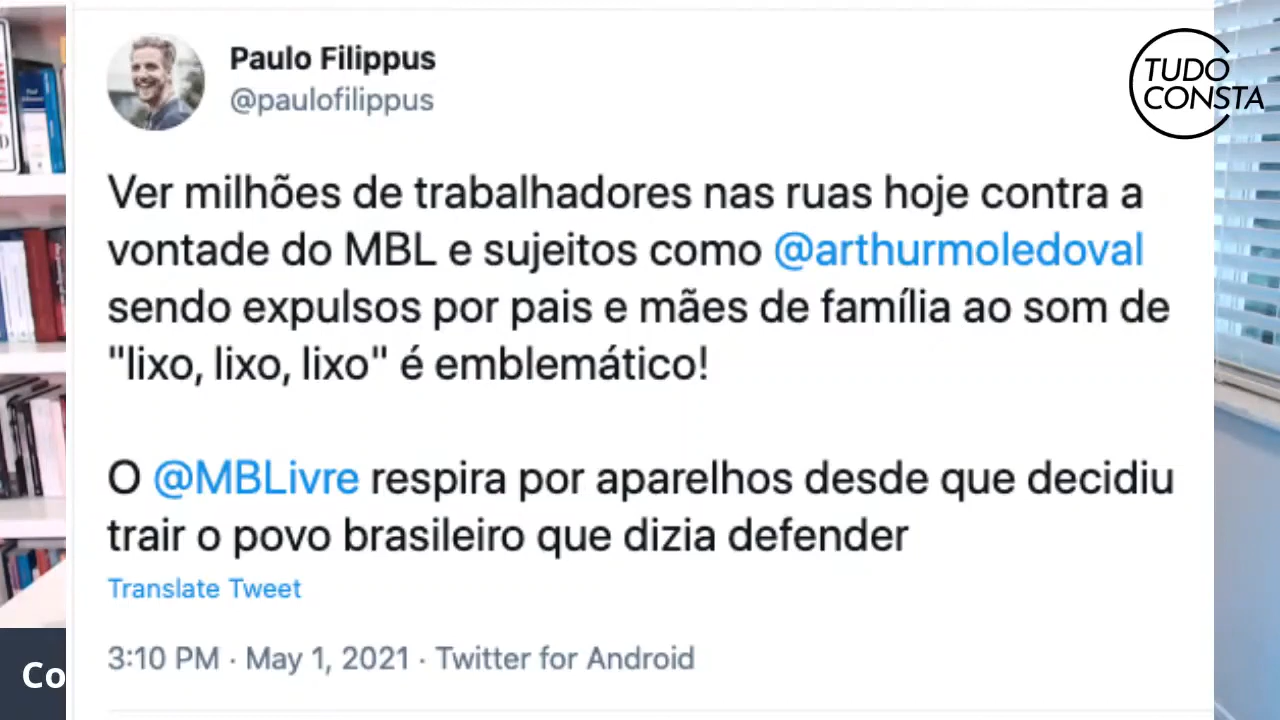 Paulo Filippus
@paulofilippus
TUDO
CONSTA
Ver milhões de trabalhadores nas ruas hoje contra a
vontade do MBL e sujeitos como @arthurmoledoval
sendo expulsos por pais e mães de família ao som de
"lixo, lixo, lixo" é emblemático!
O @MBLivre respira por aparelhos desde que decidiu
trair o povo brasileiro que dizia defender
Translate Tweet
3:10 PM · May 1, 2021 · Twitter for Android
Co